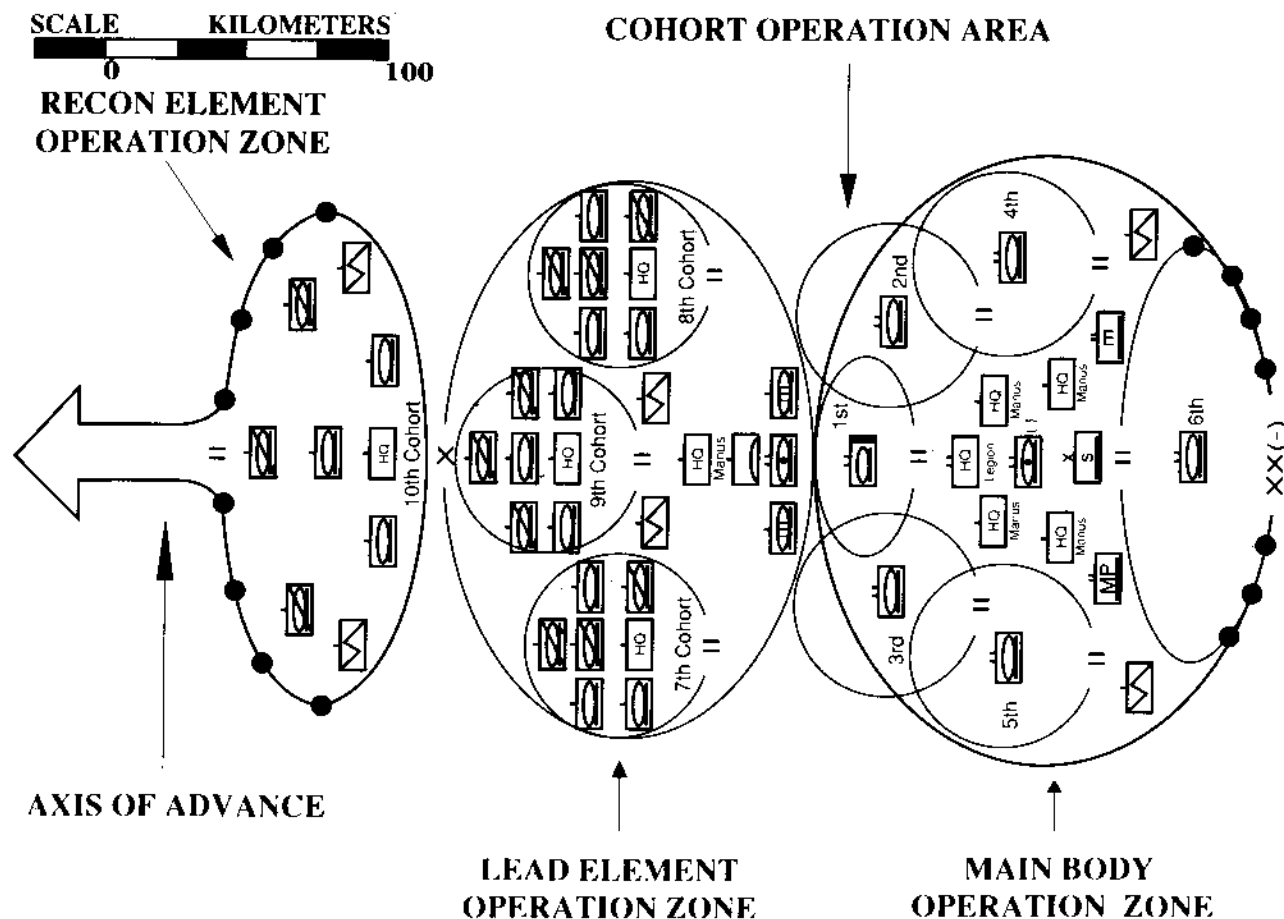 SCALE KILOMETERS
0 100
COHORT OPERATION AREA
RECON ELEMENT
OPERATION ZONE
10th Cohort
HQ
8th Cohort
HQ
9th Cohort
HQ
7th Cohort
HQ
HQ
Manus
X
1st
2nd
3rd
4th
5th
6th
HQ
Manus
HQ
Manus
HQ
Legion
HQ
Manus
HQ
Manus
E
X
S
MP
XX(-)
AXIS OF ADVANCE
LEAD ELEMENT
OPERATION ZONE
MAIN BODY
OPERATION ZONE